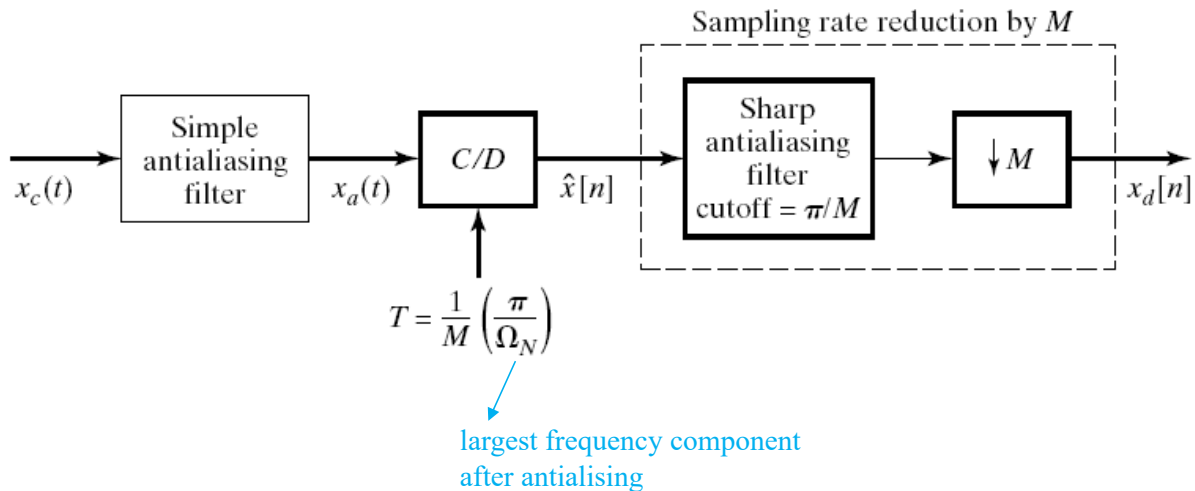 Sampling rate reduction by M
Simple
antialiasing
filter
C/D
Sharp
antialiasing
filter
cutoff = π/M
↓M
x_c(t)
x_a(t)
x̂[n]
x_d[n]
T = 1/M (π/Ω_N)
largest frequency component
after antialising